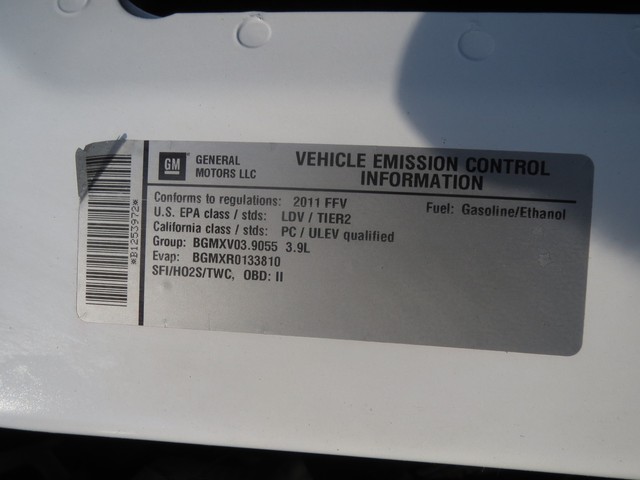 *B1253972*
GM
GENERAL MOTORS LLC
VEHICLE EMISSION CONTROL
INFORMATION
Conforms to regulations: 2011 FFV
Fuel: Gasoline/Ethanol
U.S. EPA class / stds: LDV / TIER2
California class / stds: PC / ULEV qualified
Group: BGMXV03.9055 3.9L
Evap: BGMXR0133810
SFI/HO2S/TWC, OBD: II